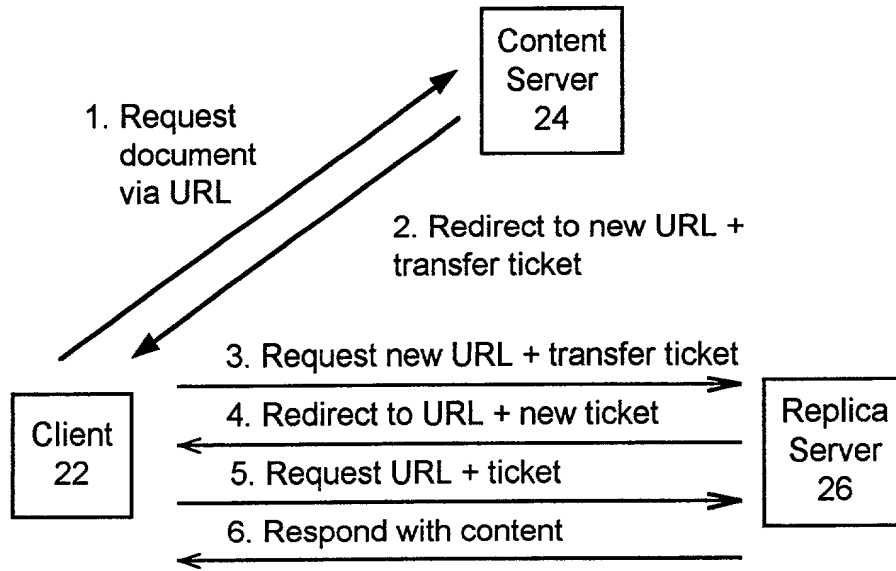 Content
Server
24
1. Request
document
via URL
2. Redirect to new URL +
transfer ticket
3. Request new URL + transfer ticket
4. Redirect to URL + new ticket
5. Request URL + ticket
6. Respond with content
Client
22
Replica
Server
26